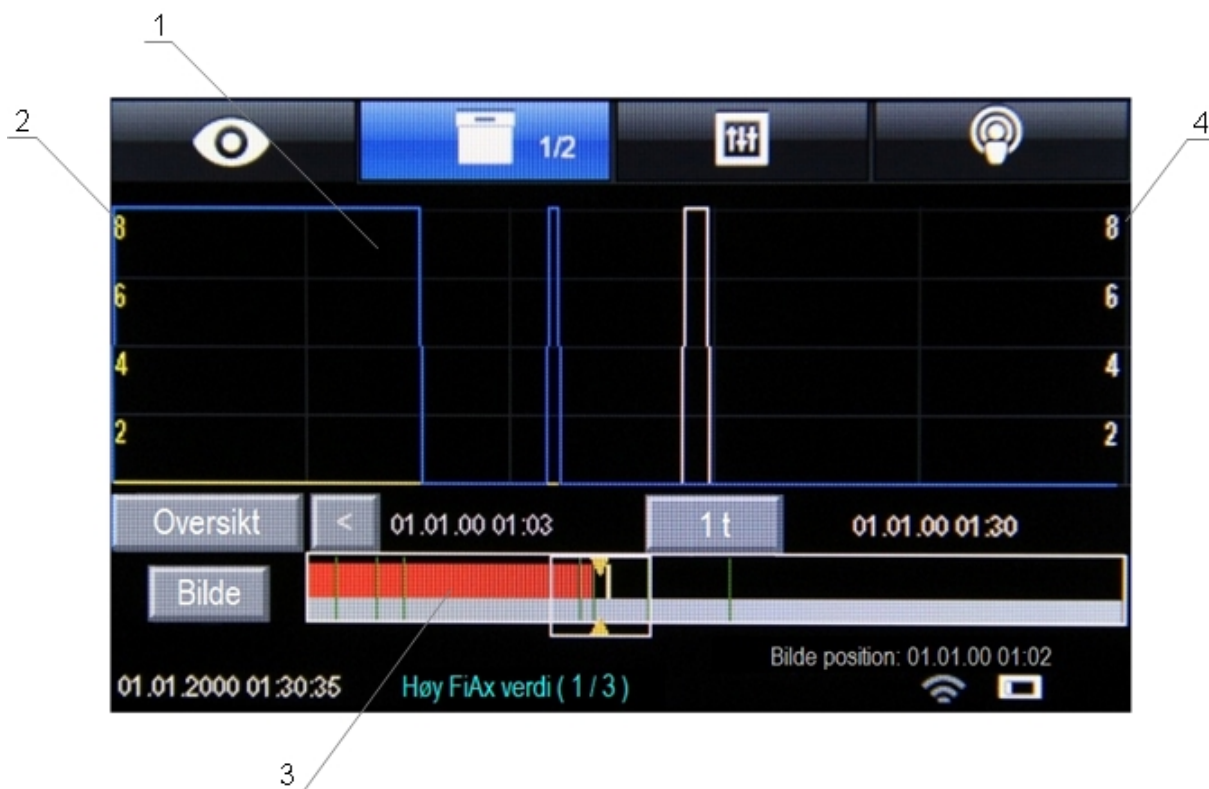 1
2
4
1/2
8 8
6 6
4 4
2 2
Oversikt < 01.01.00 01:03 1 t 01.01.00 01:30
Bilde
Bilde position: 01.01.00 01:02
01.01.2000 01:30:35 Høy FiAx verdi ( 1 / 3 )
3